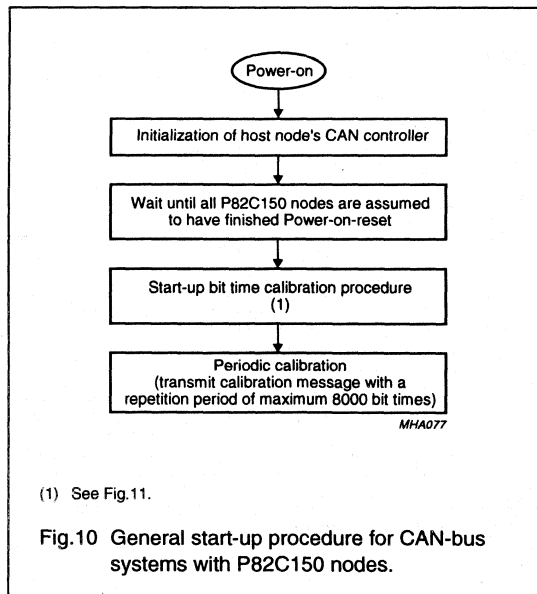 Power-on
Initialization of host node's CAN controller
Wait until all P82C150 nodes are assumed
to have finished Power-on-reset
Start-up bit time calibration procedure
(1)
Periodic calibration
(transmit calibration message with a
repetition period of maximum 8000 bit times)
MHA077
(1) See Fig.11.
Fig.10 General start-up procedure for CAN-bus
systems with P82C150 nodes.